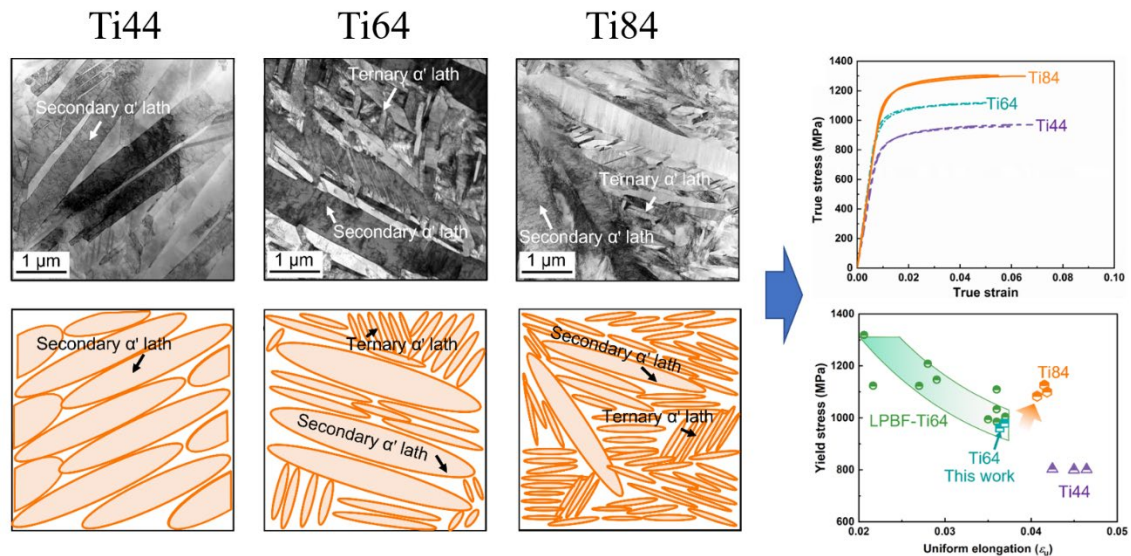 Ti44
Ti64
Ti84
Secondary α' lath
1 μm
Ternary α' lath
Secondary α' lath
1 μm
Ternary α' lath
Secondary α' lath
1 μm
Secondary α' lath
Ternary α' lath
Secondary α' lath
Secondary α' lath
Ternary α' lath
True stress (MPa)
1400
1200
1000
800
600
400
200
0
0.00
0.02
0.04
0.06
0.08
0.10
True strain
Ti84
Ti64
Ti44
Yield stress (MPa)
1400
1200
1000
800
600
0.02
0.03
0.04
0.05
Uniform elongation (εu)
LPBF-Ti64
Ti84
Ti64
This work
Ti44